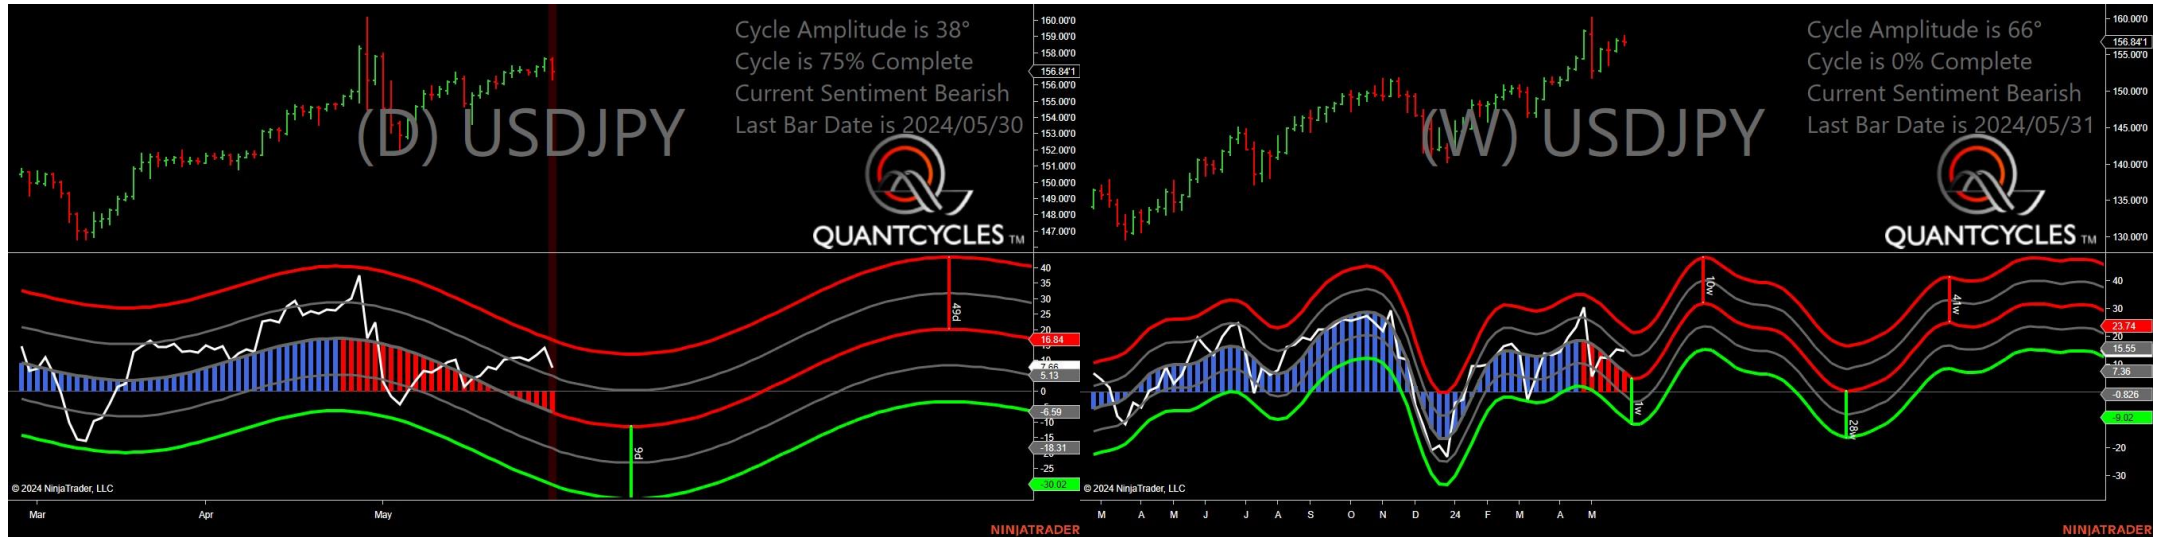 Cycle Amplitude is 38°
Cycle is 75% Complete
Current Sentiment Bearish
Last Bar Date is 2024/05/30
(D) USDJPY
QUANTCYCLES TM
160.00'0
159.00'0
158.00'0
156.84'1
156.00'0
155.00'0
154.00'0
153.00'0
152.00'0
151.00'0
150.00'0
149.00'0
148.00'0
147.00'0
40
35
30
25
20
16.84
7.66
5.13
0
-6.59
-10
-15
-18.31
-25
-30.02
49d
9d
© 2024 NinjaTrader, LLC
Mar Apr May
NINJATRADER
Cycle Amplitude is 66°
Cycle is 0% Complete
Current Sentiment Bearish
Last Bar Date is 2024/05/31
(W) USDJPY
QUANTCYCLES TM
160.00'0
156.84'1
155.00'0
150.00'0
145.00'0
140.00'0
135.00'0
130.00'0
40
30
23.74
20
15.55
7.36
-0.826
-9.02
-20
-30
10w
41w
1w
28w
© 2024 NinjaTrader, LLC
M A M J J A S O N D 24 F M A M
NINJATRADER